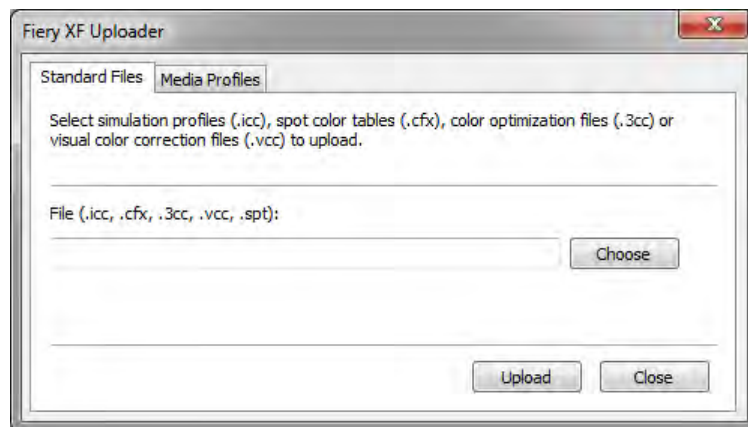 Fiery XF Uploader
Standard Files
Media Profiles
Select simulation profiles (.icc), spot color tables (.cfx), color optimization files (.3cc) or
visual color correction files (.vcc) to upload.
File (.icc, .cfx, .3cc, .vcc, .spt):
Choose
Upload
Close